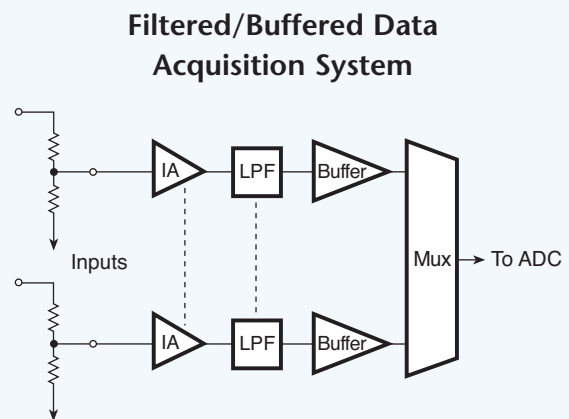 Filtered/Buffered Data
Acquisition System
IA
LPF
Buffer
Inputs
Mux
To ADC
IA
LPF
Buffer